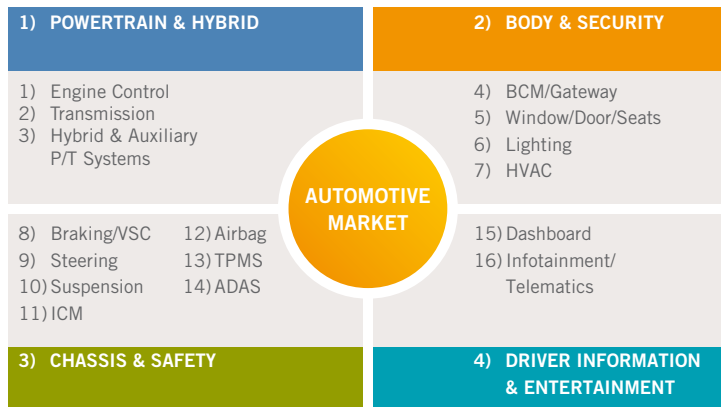 1) POWERTRAIN & HYBRID
1) Engine Control
2) Transmission
3) Hybrid & Auxiliary
P/T Systems
2) BODY & SECURITY
4) BCM/Gateway
5) Window/Door/Seats
6) Lighting
7) HVAC
AUTOMOTIVE
MARKET
8) Braking/VSC
9) Steering
10) Suspension
11) ICM
12) Airbag
13) TPMS
14) ADAS
3) CHASSIS & SAFETY
15) Dashboard
16) Infotainment/
Telematics
4) DRIVER INFORMATION
& ENTERTAINMENT